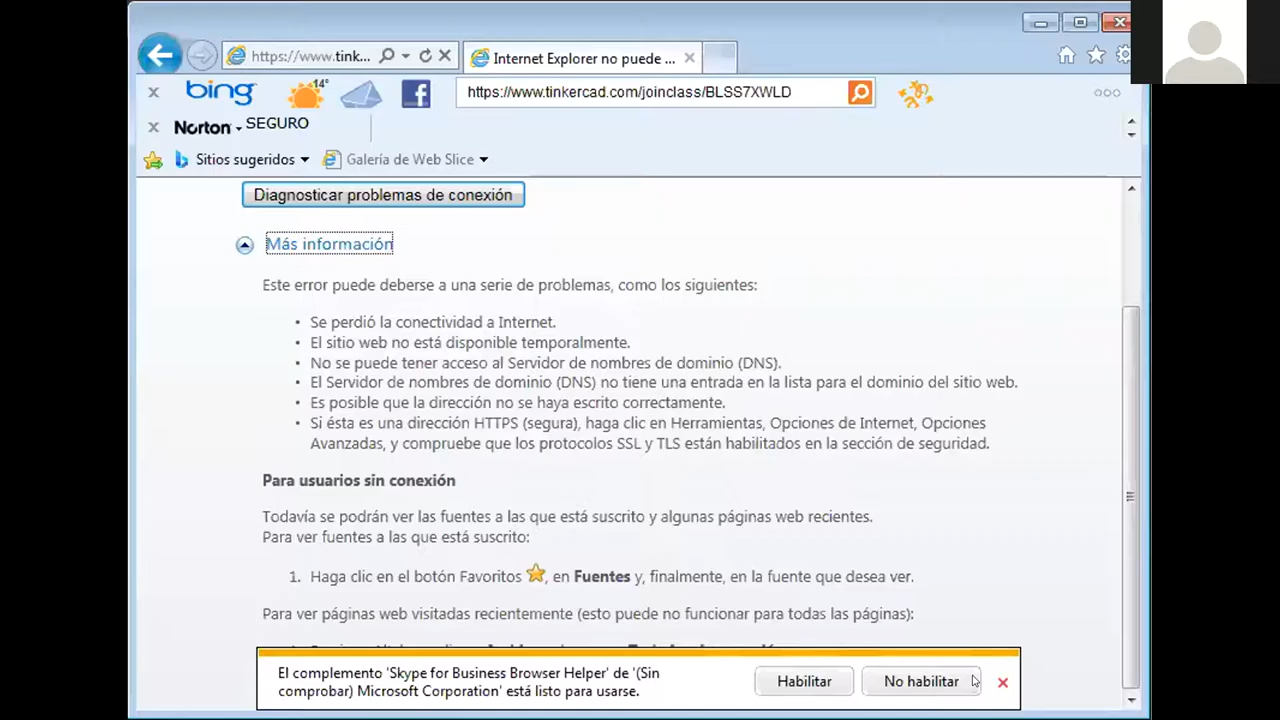 https://www.tink...
Internet Explorer no puede ...
bing
14°
https://www.tinkercad.com/joinclass/BLSS7XWLD
Norton SEGURO
Sitios sugeridos
Galería de Web Slice
Diagnosticar problemas de conexión
Más información
Este error puede deberse a una serie de problemas, como los siguientes:
• Se perdió la conectividad a Internet.
• El sitio web no está disponible temporalmente.
• No se puede tener acceso al Servidor de nombres de dominio (DNS).
• El Servidor de nombres de dominio (DNS) no tiene una entrada en la lista para el dominio del sitio web.
• Es posible que la dirección no se haya escrito correctamente.
• Si ésta es una dirección HTTPS (segura), haga clic en Herramientas, Opciones de Internet, Opciones
Avanzadas, y compruebe que los protocolos SSL y TLS están habilitados en la sección de seguridad.
Para usuarios sin conexión
Todavía se podrán ver las fuentes a las que está suscrito y algunas páginas web recientes.
Para ver fuentes a las que está suscrito:
1. Haga clic en el botón Favoritos , en Fuentes y, finalmente, en la fuente que desea ver.
Para ver páginas web visitadas recientemente (esto puede no funcionar para todas las páginas):
El complemento 'Skype for Business Browser Helper' de '(Sin
comprobar) Microsoft Corporation' está listo para usarse.
Habilitar
No habilitar